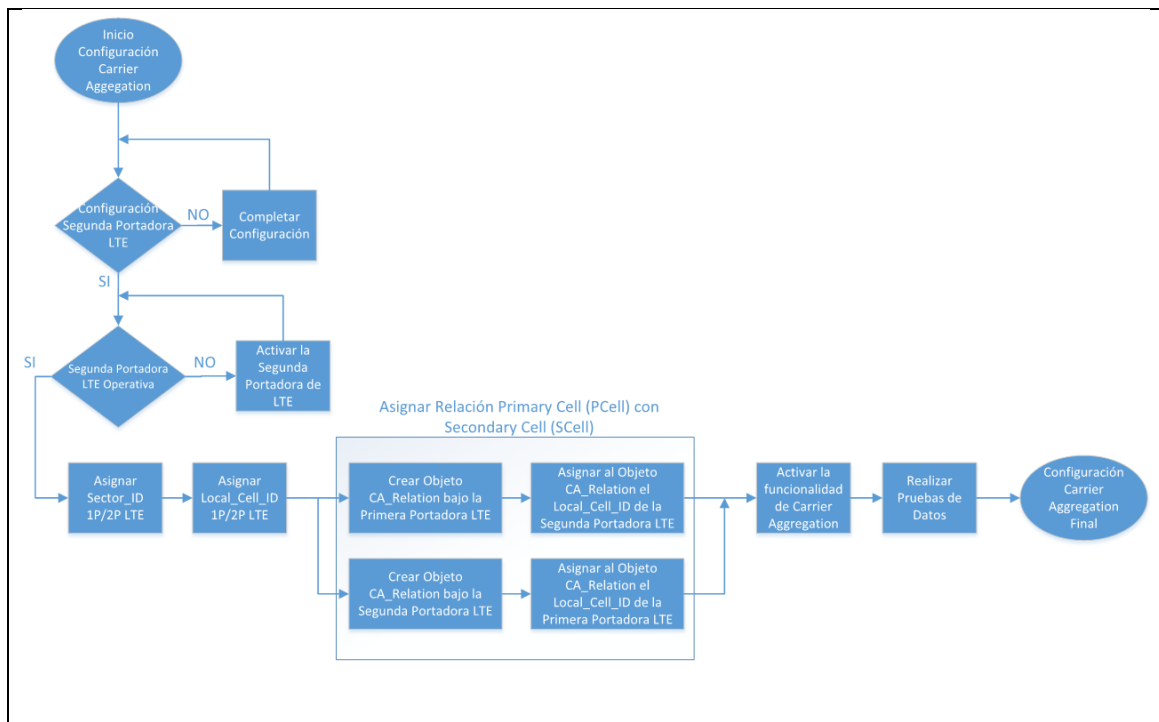 Inicio
Configuración
Carrier
Aggegation
Configuración
Segunda Portadora
LTE
NO
Completar
Configuración
SI
Segunda Portadora
LTE Operativa
SI
NO
Activar la
Segunda
Portadora de
LTE
Asignar Relación Primary Cell (PCell) con
Secondary Cell (SCell)
Asignar
Sector_ID
1P/2P LTE
Asignar
Local_Cell_ID
1P/2P LTE
Crear Objeto
CA_Relation bajo la
Primera Portadora LTE
Asignar al Objeto
CA_Relation el
Local_Cell_ID de la
Segunda Portadora LTE
Crear Objeto
CA_Relation bajo la
Segunda Portadora LTE
Asignar al Objeto
CA_Relation el
Local_Cell_ID de la
Primera Portadora LTE
Activar la
funcionalidad
de Carrier
Aggregation
Realizar
Pruebas de
Datos
Configuración
Carrier
Aggregation
Final